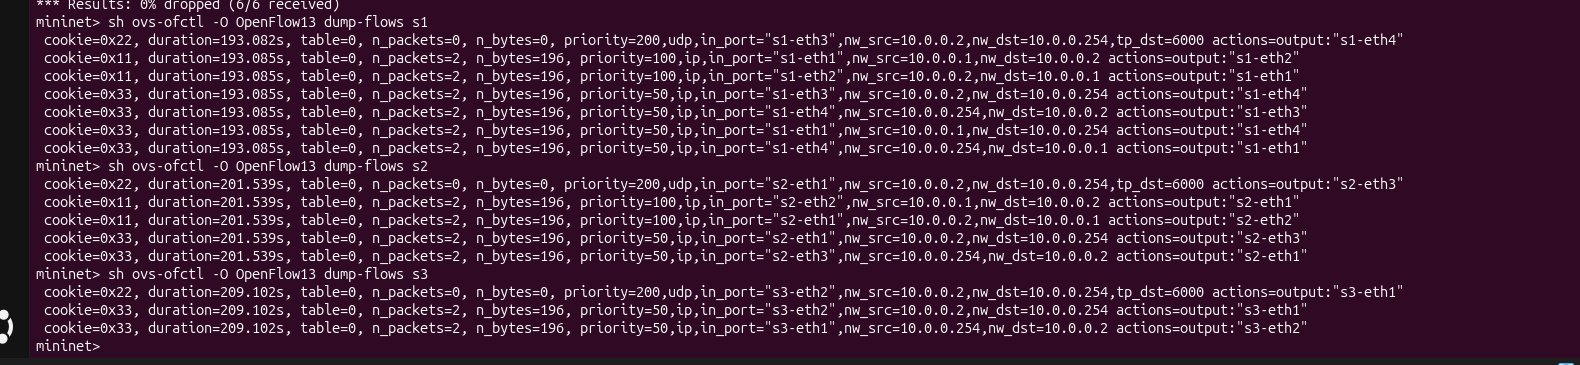 *** Results: 0% dropped (6/6 received)
mininet> sh ovs-ofctl -O OpenFlow13 dump-flows s1
 cookie=0x22, duration=193.082s, table=0, n_packets=0, n_bytes=0, priority=200,udp,in_port="s1-eth3",nw_src=10.0.0.2,nw_dst=10.0.0.254,tp_dst=6000 actions=output:"s1-eth4"
 cookie=0x11, duration=193.085s, table=0, n_packets=2, n_bytes=196, priority=100,ip,in_port="s1-eth1",nw_src=10.0.0.1,nw_dst=10.0.0.2 actions=output:"s1-eth2"
 cookie=0x11, duration=193.085s, table=0, n_packets=2, n_bytes=196, priority=100,ip,in_port="s1-eth2",nw_src=10.0.0.2,nw_dst=10.0.0.1 actions=output:"s1-eth1"
 cookie=0x33, duration=193.085s, table=0, n_packets=2, n_bytes=196, priority=50,ip,in_port="s1-eth3",nw_src=10.0.0.2,nw_dst=10.0.0.254 actions=output:"s1-eth4"
 cookie=0x33, duration=193.085s, table=0, n_packets=2, n_bytes=196, priority=50,ip,in_port="s1-eth4",nw_src=10.0.0.254,nw_dst=10.0.0.2 actions=output:"s1-eth3"
 cookie=0x33, duration=193.085s, table=0, n_packets=2, n_bytes=196, priority=50,ip,in_port="s1-eth1",nw_src=10.0.0.1,nw_dst=10.0.0.254 actions=output:"s1-eth4"
 cookie=0x33, duration=193.085s, table=0, n_packets=2, n_bytes=196, priority=50,ip,in_port="s1-eth4",nw_src=10.0.0.254,nw_dst=10.0.0.1 actions=output:"s1-eth1"
mininet> sh ovs-ofctl -O OpenFlow13 dump-flows s2
 cookie=0x22, duration=201.539s, table=0, n_packets=0, n_bytes=0, priority=200,udp,in_port="s2-eth1",nw_src=10.0.0.2,nw_dst=10.0.0.254,tp_dst=6000 actions=output:"s2-eth3"
 cookie=0x11, duration=201.539s, table=0, n_packets=2, n_bytes=196, priority=100,ip,in_port="s2-eth2",nw_src=10.0.0.1,nw_dst=10.0.0.2 actions=output:"s2-eth1"
 cookie=0x11, duration=201.539s, table=0, n_packets=2, n_bytes=196, priority=100,ip,in_port="s2-eth1",nw_src=10.0.0.2,nw_dst=10.0.0.1 actions=output:"s2-eth2"
 cookie=0x33, duration=201.539s, table=0, n_packets=2, n_bytes=196, priority=50,ip,in_port="s2-eth1",nw_src=10.0.0.2,nw_dst=10.0.0.254 actions=output:"s2-eth3"
 cookie=0x33, duration=201.539s, table=0, n_packets=2, n_bytes=196, priority=50,ip,in_port="s2-eth3",nw_src=10.0.0.254,nw_dst=10.0.0.2 actions=output:"s2-eth1"
mininet> sh ovs-ofctl -O OpenFlow13 dump-flows s3
 cookie=0x22, duration=209.102s, table=0, n_packets=0, n_bytes=0, priority=200,udp,in_port="s3-eth2",nw_src=10.0.0.2,nw_dst=10.0.0.254,tp_dst=6000 actions=output:"s3-eth1"
 cookie=0x33, duration=209.102s, table=0, n_packets=2, n_bytes=196, priority=50,ip,in_port="s3-eth2",nw_src=10.0.0.2,nw_dst=10.0.0.254 actions=output:"s3-eth1"
 cookie=0x33, duration=209.102s, table=0, n_packets=2, n_bytes=196, priority=50,ip,in_port="s3-eth1",nw_src=10.0.0.254,nw_dst=10.0.0.2 actions=output:"s3-eth2"
mininet>